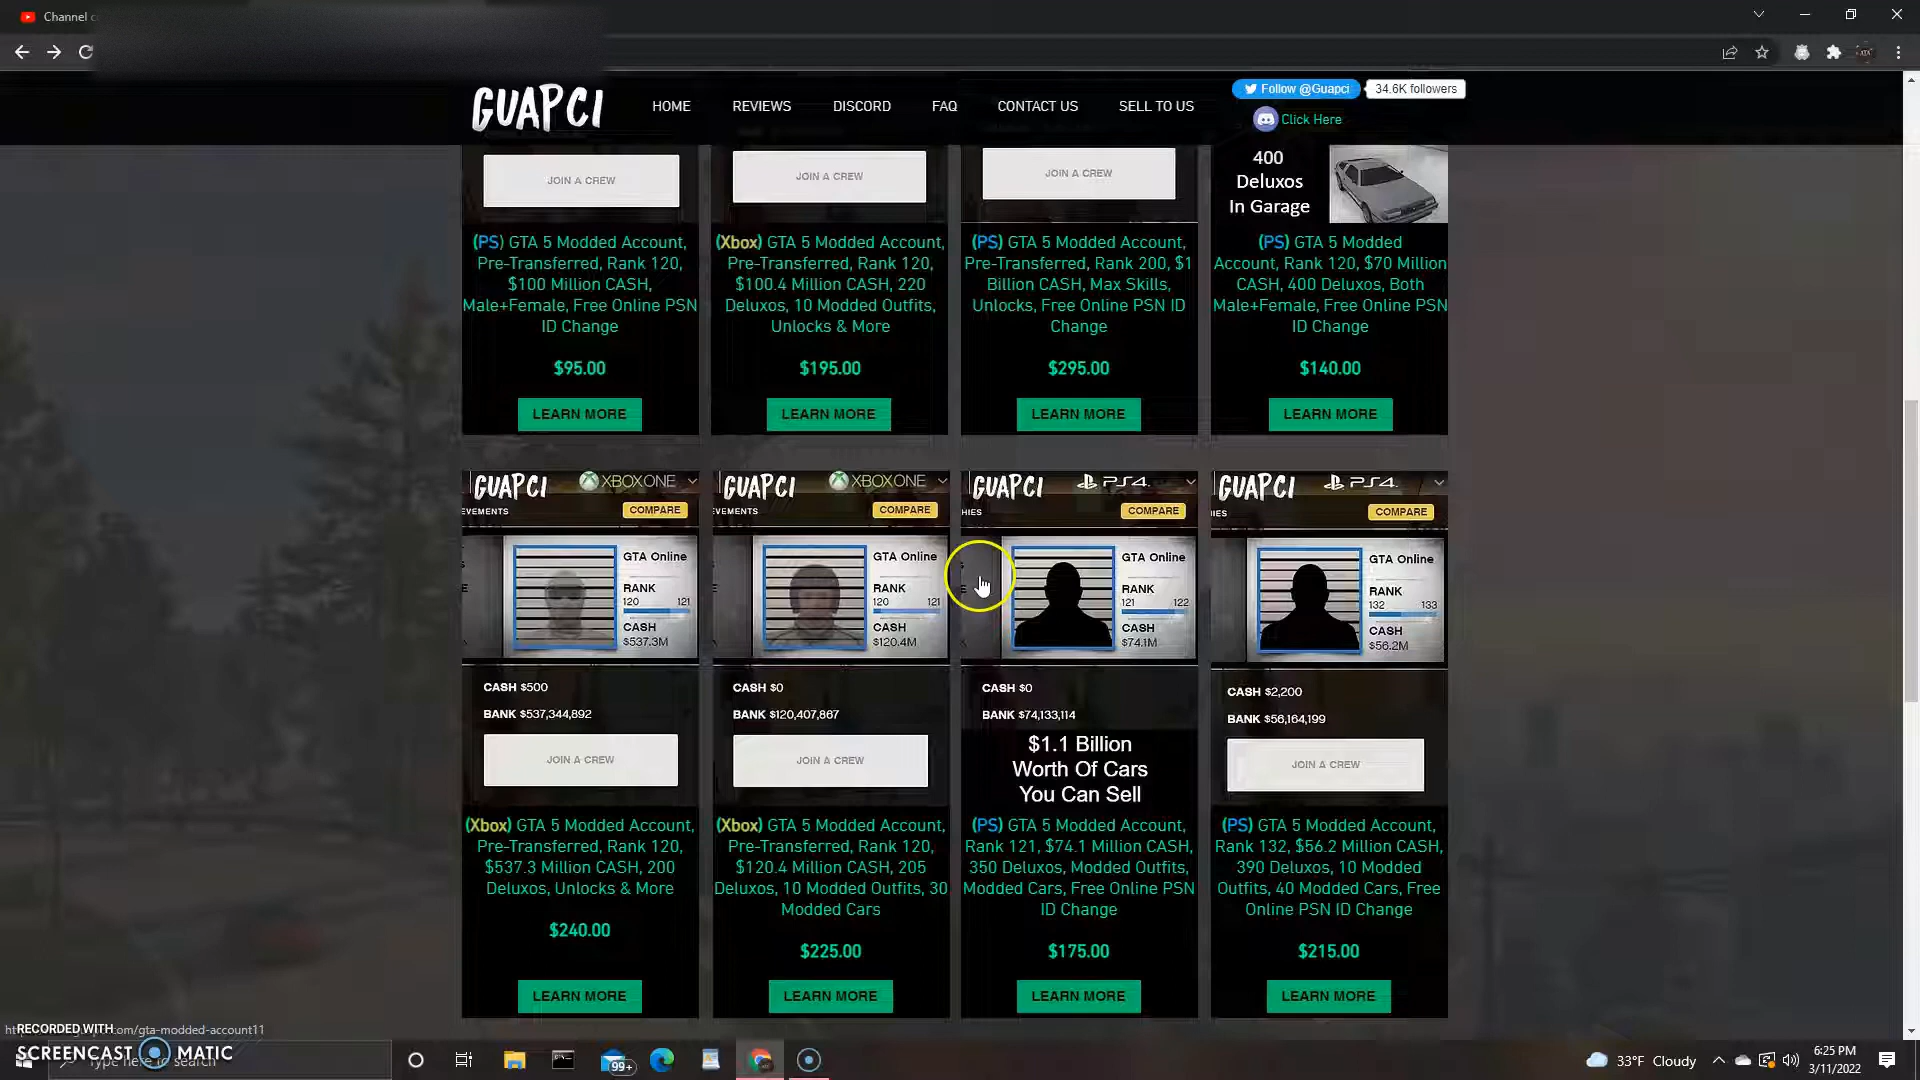 Channel
GUAPCI
HOME
REVIEWS
DISCORD
FAQ
CONTACT US
SELL TO US
Follow @Guapci
34.6K followers
Click Here
JOIN A CREW
(PS) GTA 5 Modded Account,
Pre-Transferred, Rank 120,
$100 Million CASH,
Male+Female, Free Online PSN
ID Change
$95.00
LEARN MORE
JOIN A CREW
(Xbox) GTA 5 Modded Account,
Pre-Transferred, Rank 120,
$100.4 Million CASH, 220
Deluxos, 10 Modded Outfits,
Unlocks & More
$195.00
LEARN MORE
JOIN A CREW
(PS) GTA 5 Modded Account,
Pre-Transferred, Rank 200, $1
Billion CASH, Max Skills,
Unlocks, Free Online PSN ID
Change
$295.00
LEARN MORE
400
Deluxos
In Garage
(PS) GTA 5 Modded
Account, Rank 120, $70 Million
CASH, 400 Deluxos, Both
Male+Female, Free Online PSN
ID Change
$140.00
LEARN MORE
GUAPCI
XBOXONE
EVEMENTS
COMPARE
GTA Online
RANK
120 121
CASH
$537.3M
CASH $500
BANK $537,344,892
JOIN A CREW
(Xbox) GTA 5 Modded Account,
Pre-Transferred, Rank 120,
$537.3 Million CASH, 200
Deluxos, Unlocks & More
$240.00
LEARN MORE
GUAPCI
XBOXONE
EVEMENTS
COMPARE
GTA Online
RANK
120 121
CASH
$120.4M
CASH $0
BANK $120,407,867
JOIN A CREW
(Xbox) GTA 5 Modded Account,
Pre-Transferred, Rank 120,
$120.4 Million CASH, 205
Deluxos, 10 Modded Outfits, 30
Modded Cars
$225.00
LEARN MORE
GUAPCI
PS4
HIES
COMPARE
GTA Online
RANK
121 122
CASH
$74.1M
CASH $0
BANK $74,133,114
$1.1 Billion
Worth Of Cars
You Can Sell
(PS) GTA 5 Modded Account,
Rank 121, $74.1 Million CASH,
350 Deluxos, Modded Outfits,
Modded Cars, Free Online PSN
ID Change
$175.00
LEARN MORE
GUAPCI
PS4
IES
COMPARE
GTA Online
RANK
132 133
CASH
$56.2M
CASH $2,200
BANK $56,164,199
JOIN A CREW
(PS) GTA 5 Modded Account,
Rank 132, $56.2 Million CASH,
390 Deluxos, 10 Modded
Outfits, 40 Modded Cars, Free
Online PSN ID Change
$215.00
LEARN MORE
.com/gta-modded-account11
RECORDED WITH
SCREENCAST MATIC
Type here to search
99+
33°F Cloudy
6:25 PM
3/11/2022